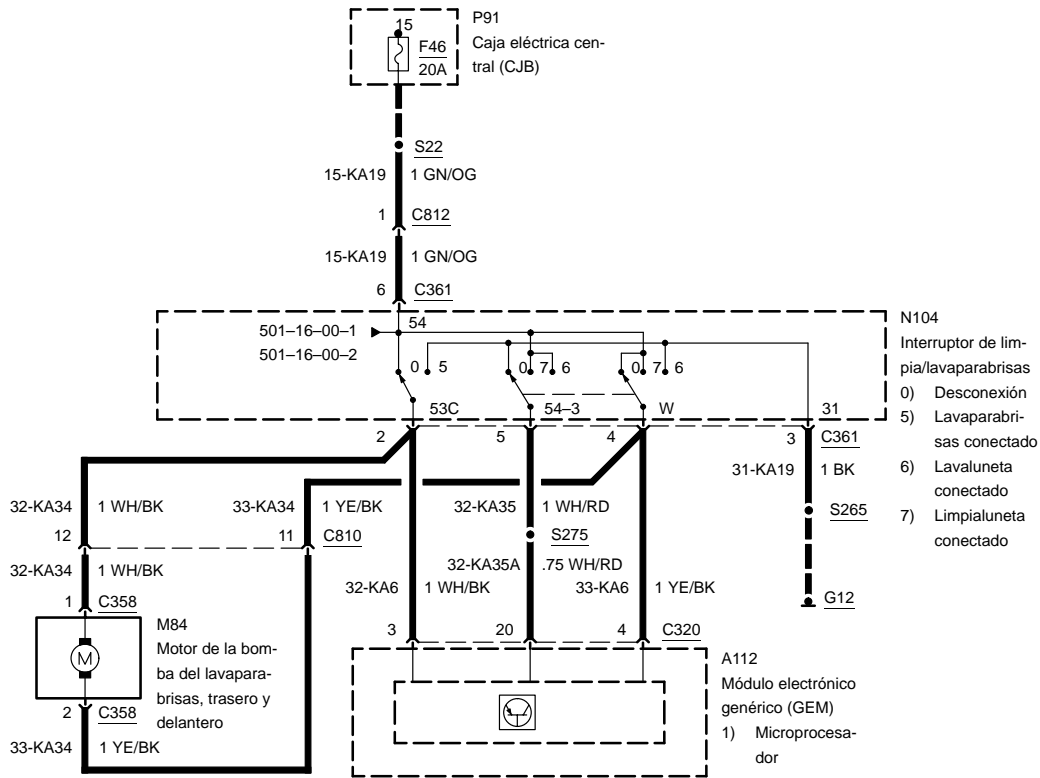 15
F46
20A
P91
Caja eléctrica cen-
tral (CJB)
S22
15-KA19 1 GN/OG
1 C812
15-KA19 1 GN/OG
6 C361
501–16–00–1
501–16–00–2
54
0 5
0 7 6
0 7 6
53C
54–3
W
31
N104
Interruptor de lim-
pia/lavaparabrisas
0) Desconexión
5) Lavaparabri-
sas conectado
6) Lavaluneta
conectado
7) Limpialuneta
conectado
2
5
4
3 C361
31-KA19 1 BK
S265
G12
32-KA34 1 WH/BK
33-KA34 1 YE/BK
32-KA35 1 WH/RD
12
11 C810
S275
32-KA34 1 WH/BK
32-KA35A .75 WH/RD
32-KA6 1 WH/BK
33-KA6 1 YE/BK
1 C358
M84
Motor de la bom-
ba del lavapara-
brisas, trasero y
delantero
M
2 C358
33-KA34 1 YE/BK
3
20
4 C320
A112
Módulo electrónico
genérico (GEM)
1) Microprocesa-
dor